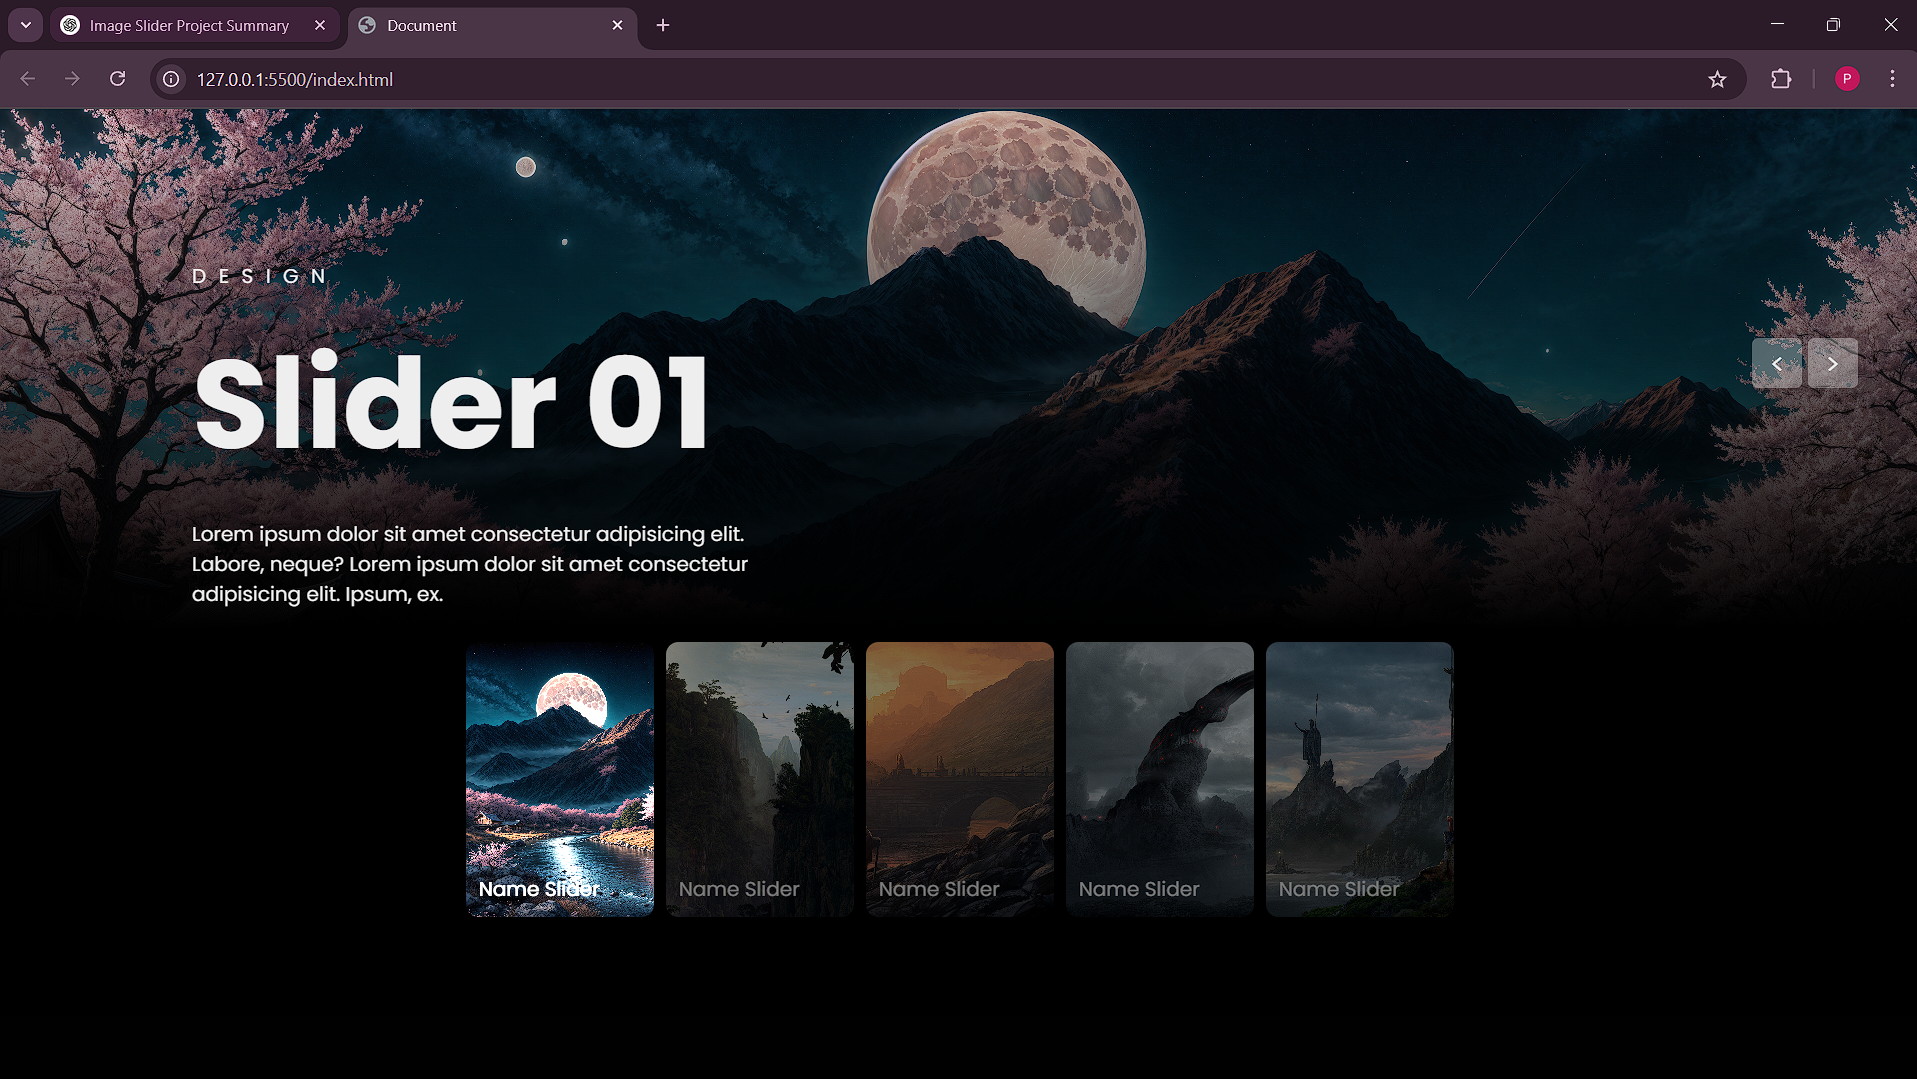 Image Slider Project Summary
Document
127.0.0.1:5500/index.html
P
DESIGN
Slider 01
Lorem ipsum dolor sit amet consectetur adipisicing elit.
Labore, neque? Lorem ipsum dolor sit amet consectetur
adipisicing elit. Ipsum, ex.
Name Slider
Name Slider
Name Slider
Name Slider
Name Slider